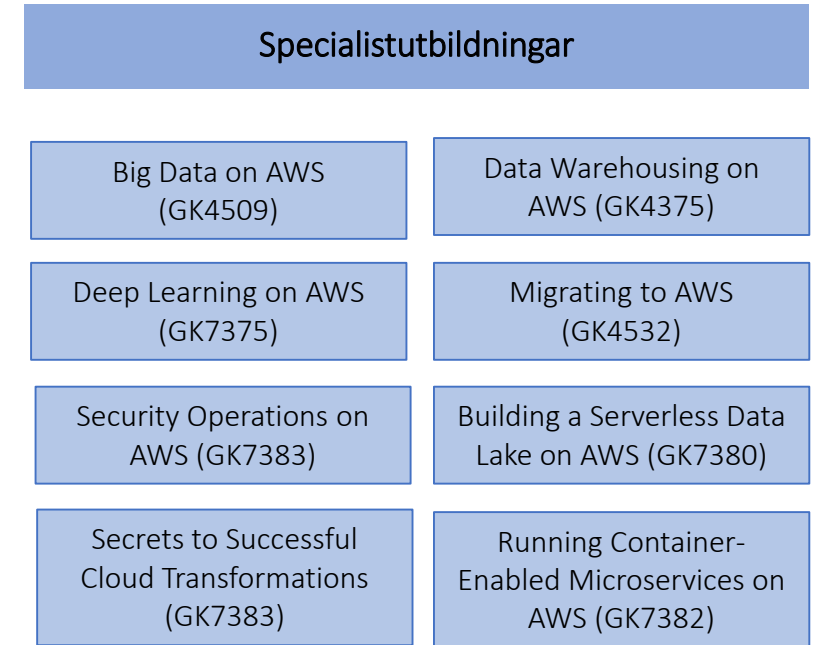 Specialistutbildningar
Big Data on AWS
(GK4509)
Data Warehousing on
AWS (GK4375)
Deep Learning on AWS
(GK7375)
Migrating to AWS
(GK4532)
Security Operations on
AWS (GK7383)
Building a Serverless Data
Lake on AWS (GK7380)
Secrets to Successful
Cloud Transformations
(GK7383)
Running Container-
Enabled Microservices on
AWS (GK7382)